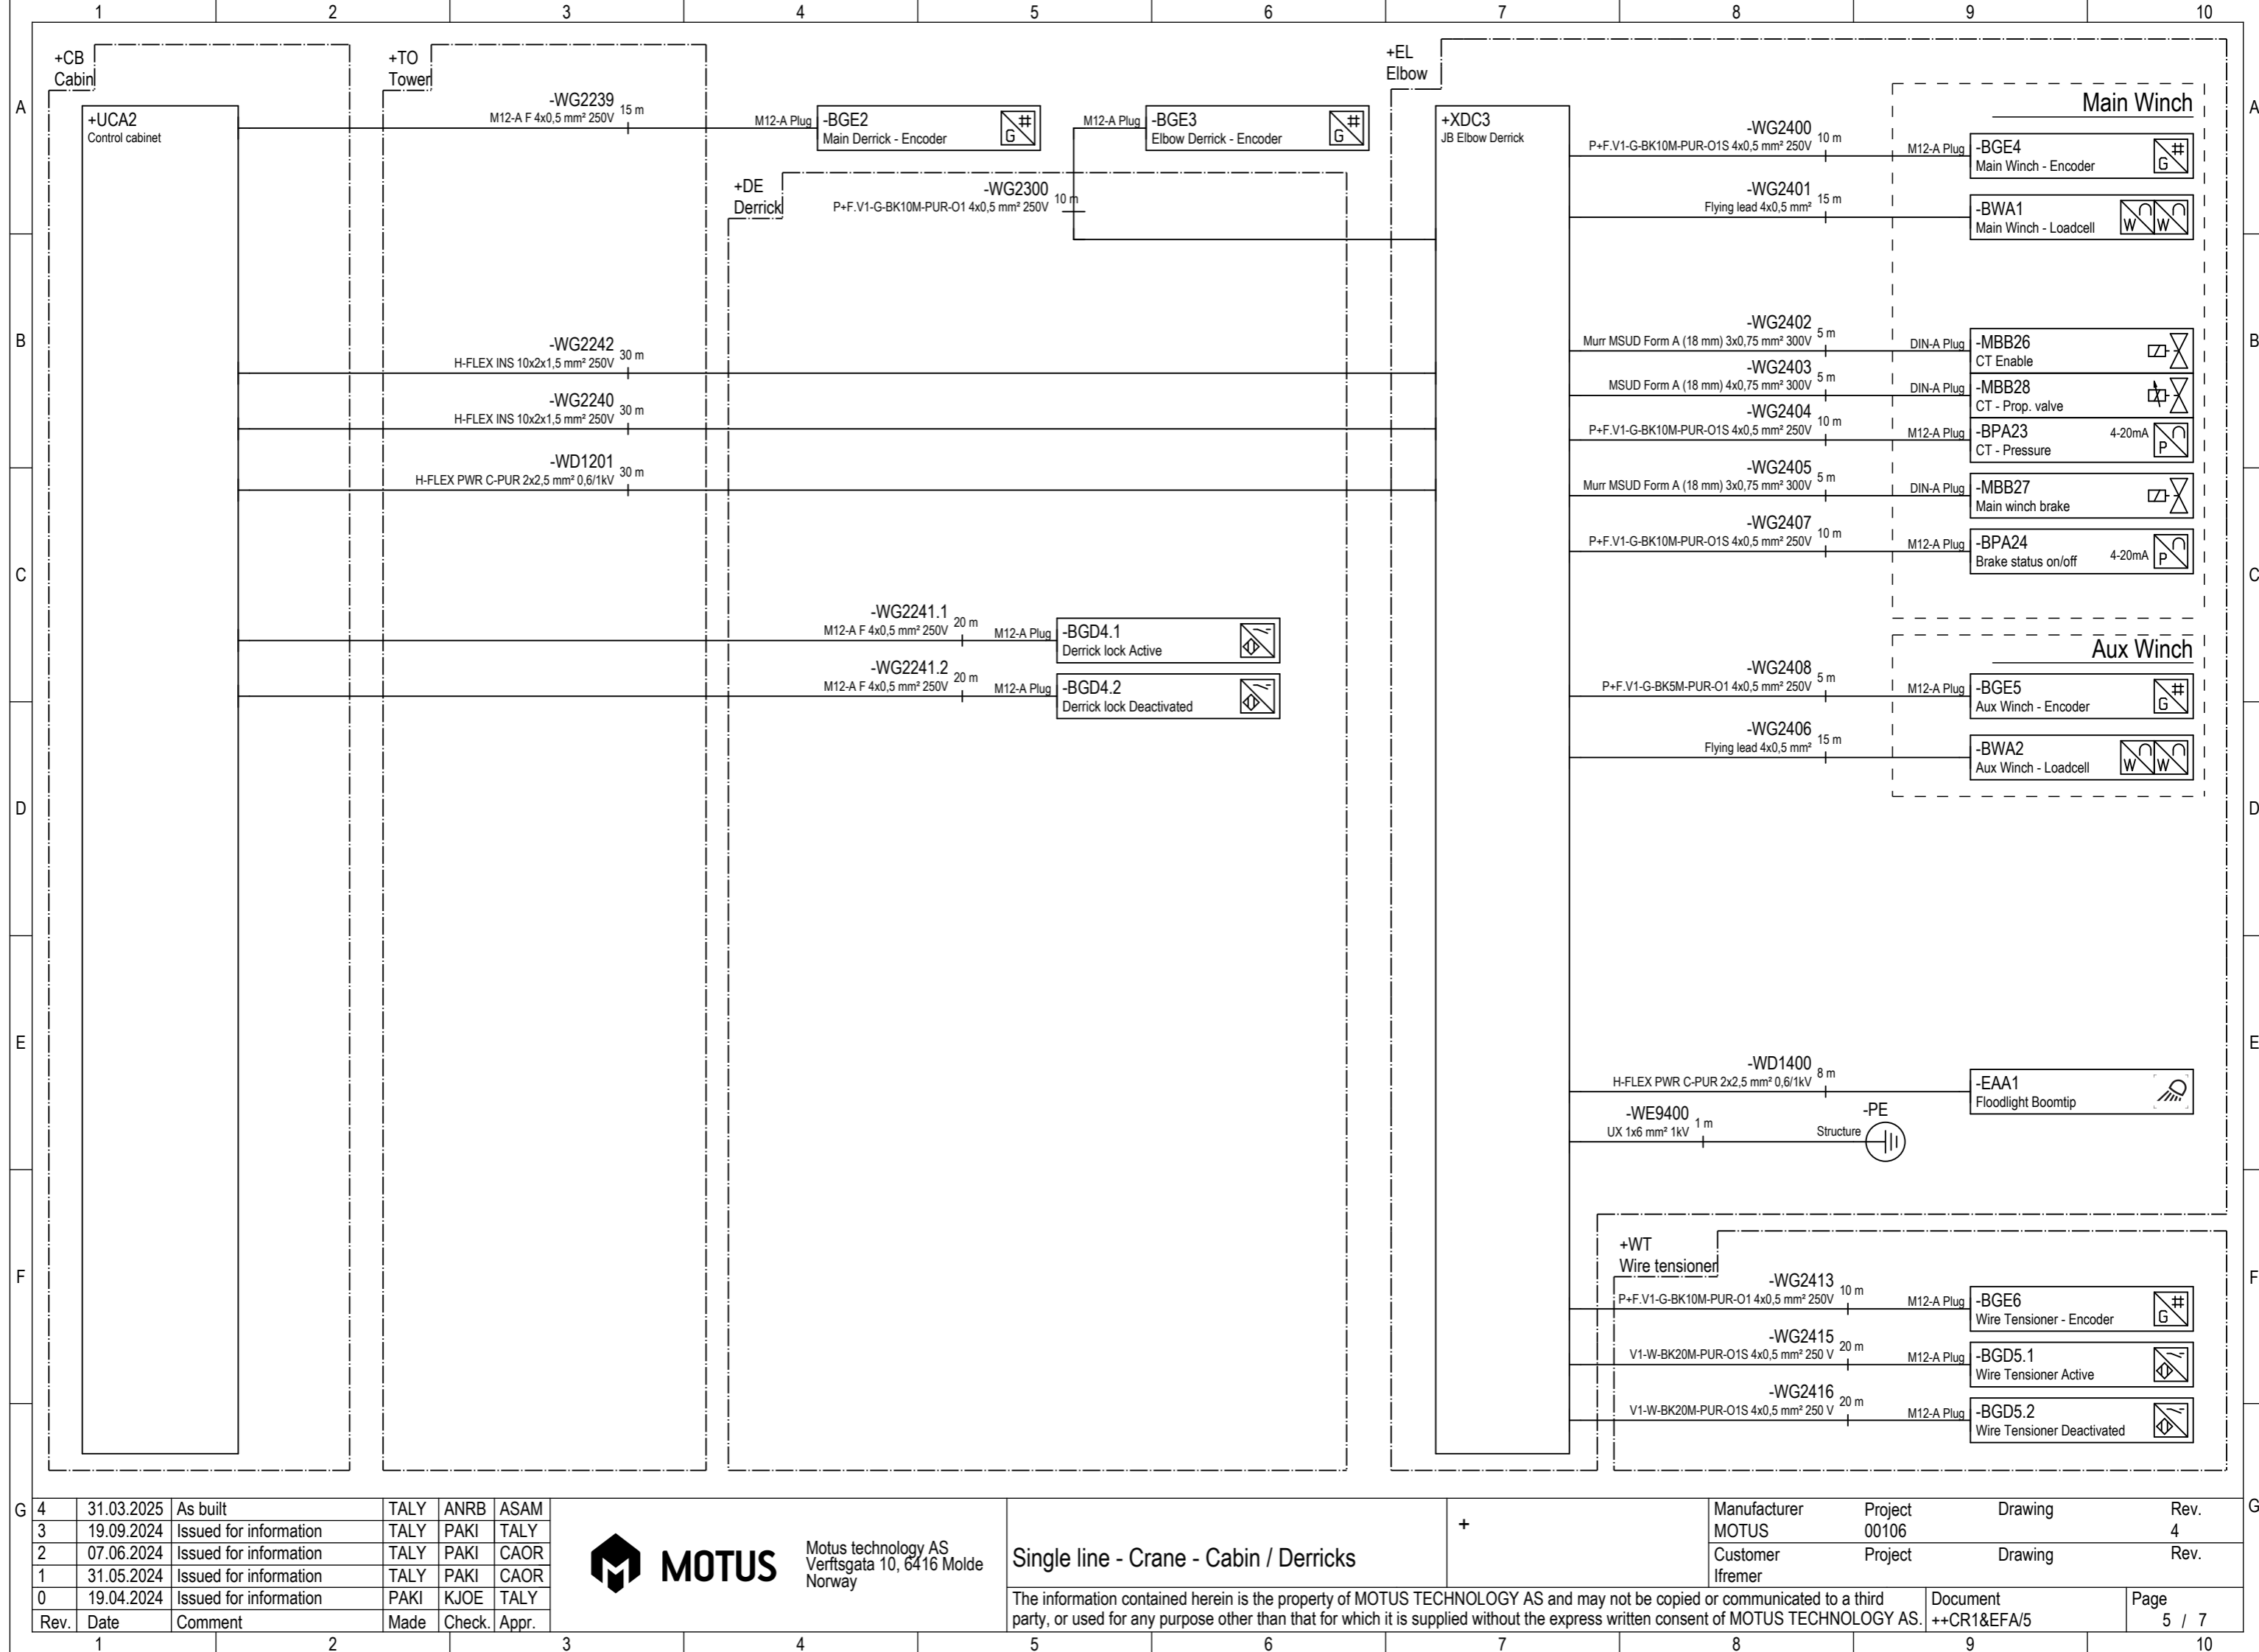 1 2 3 4 5 6 7 8 9 10
A
B
C
D
E
F
G
+CB
Cabin
+UCA2
Control cabinet
+TO
Tower
-WG2239
M12-A F 4x0,5 mm² 250V 15 m
M12-A Plug
-BGE2
Main Derrick - Encoder
G
#
M12-A Plug
-BGE3
Elbow Derrick - Encoder
G
#
+DE
Derrick
-WG2300
P+F.V1-G-BK10M-PUR-O1 4x0,5 mm² 250V 10 m
-WG2242
H-FLEX INS 10x2x1,5 mm² 250V 30 m
-WG2240
H-FLEX INS 10x2x1,5 mm² 250V 30 m
-WD1201
H-FLEX PWR C-PUR 2x2,5 mm² 0,6/1kV 30 m
-WG2241.1
M12-A F 4x0,5 mm² 250V 20 m
M12-A Plug
-BGD4.1
Derrick lock Active
-WG2241.2
M12-A F 4x0,5 mm² 250V 20 m
M12-A Plug
-BGD4.2
Derrick lock Deactivated
+EL
Elbow
+XDC3
JB Elbow Derrick
Main Winch
-WG2400
P+F.V1-G-BK10M-PUR-O1S 4x0,5 mm² 250V 10 m
M12-A Plug
-BGE4
Main Winch - Encoder
G
#
-WG2401
Flying lead 4x0,5 mm² 15 m
-BWA1
Main Winch - Loadcell
W W
-WG2402
Murr MSUD Form A (18 mm) 3x0,75 mm² 300V 5 m
DIN-A Plug
-MBB26
CT Enable
-WG2403
MSUD Form A (18 mm) 4x0,75 mm² 300V 5 m
DIN-A Plug
-MBB28
CT - Prop. valve
-WG2404
P+F.V1-G-BK10M-PUR-O1S 4x0,5 mm² 250V 10 m
M12-A Plug
-BPA23
CT - Pressure
4-20mA
P
-WG2405
Murr MSUD Form A (18 mm) 3x0,75 mm² 300V 5 m
DIN-A Plug
-MBB27
Main winch brake
-WG2407
P+F.V1-G-BK10M-PUR-O1S 4x0,5 mm² 250V 10 m
M12-A Plug
-BPA24
Brake status on/off
4-20mA
P
Aux Winch
-WG2408
P+F.V1-G-BK5M-PUR-O1 4x0,5 mm² 250V 5 m
M12-A Plug
-BGE5
Aux Winch - Encoder
G
#
-WG2406
Flying lead 4x0,5 mm² 15 m
-BWA2
Aux Winch - Loadcell
W W
-WD1400
H-FLEX PWR C-PUR 2x2,5 mm² 0,6/1kV 8 m
-EAA1
Floodlight Boomtip
-WE9400
UX 1x6 mm² 1kV 1 m
-PE
Structure
+WT
Wire tensioner
-WG2413
P+F.V1-G-BK10M-PUR-O1 4x0,5 mm² 250V 10 m
M12-A Plug
-BGE6
Wire Tensioner - Encoder
G
#
-WG2415
V1-W-BK20M-PUR-O1S 4x0,5 mm² 250 V 20 m
M12-A Plug
-BGD5.1
Wire Tensioner Active
-WG2416
V1-W-BK20M-PUR-O1S 4x0,5 mm² 250 V 20 m
M12-A Plug
-BGD5.2
Wire Tensioner Deactivated
A
B
C
D
E
F
G
4 31.03.2025 As built TALY ANRB ASAM
3 19.09.2024 Issued for information TALY PAKI TALY
2 07.06.2024 Issued for information TALY PAKI CAOR
1 31.05.2024 Issued for information TALY PAKI CAOR
0 19.04.2024 Issued for information PAKI KJOE TALY
Rev. Date Comment Made Check. Appr.
MOTUS
Motus technology AS
Verftsgata 10, 6416 Molde
Norway
Single line - Crane - Cabin / Derricks
+
Manufacturer Project Drawing Rev.
MOTUS 00106 4
Customer Project Drawing Rev.
Ifremer
The information contained herein is the property of MOTUS TECHNOLOGY AS and may not be copied or communicated to a third
party, or used for any purpose other than that for which it is supplied without the express written consent of MOTUS TECHNOLOGY AS.
Document
++CR1&EFA/5
Page
5 / 7
1 2 3 4 5 6 7 8 9 10